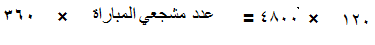 ١٢٠ × ٤٨٠٠ = عدد مشجعي المباراة × ٣٦٠